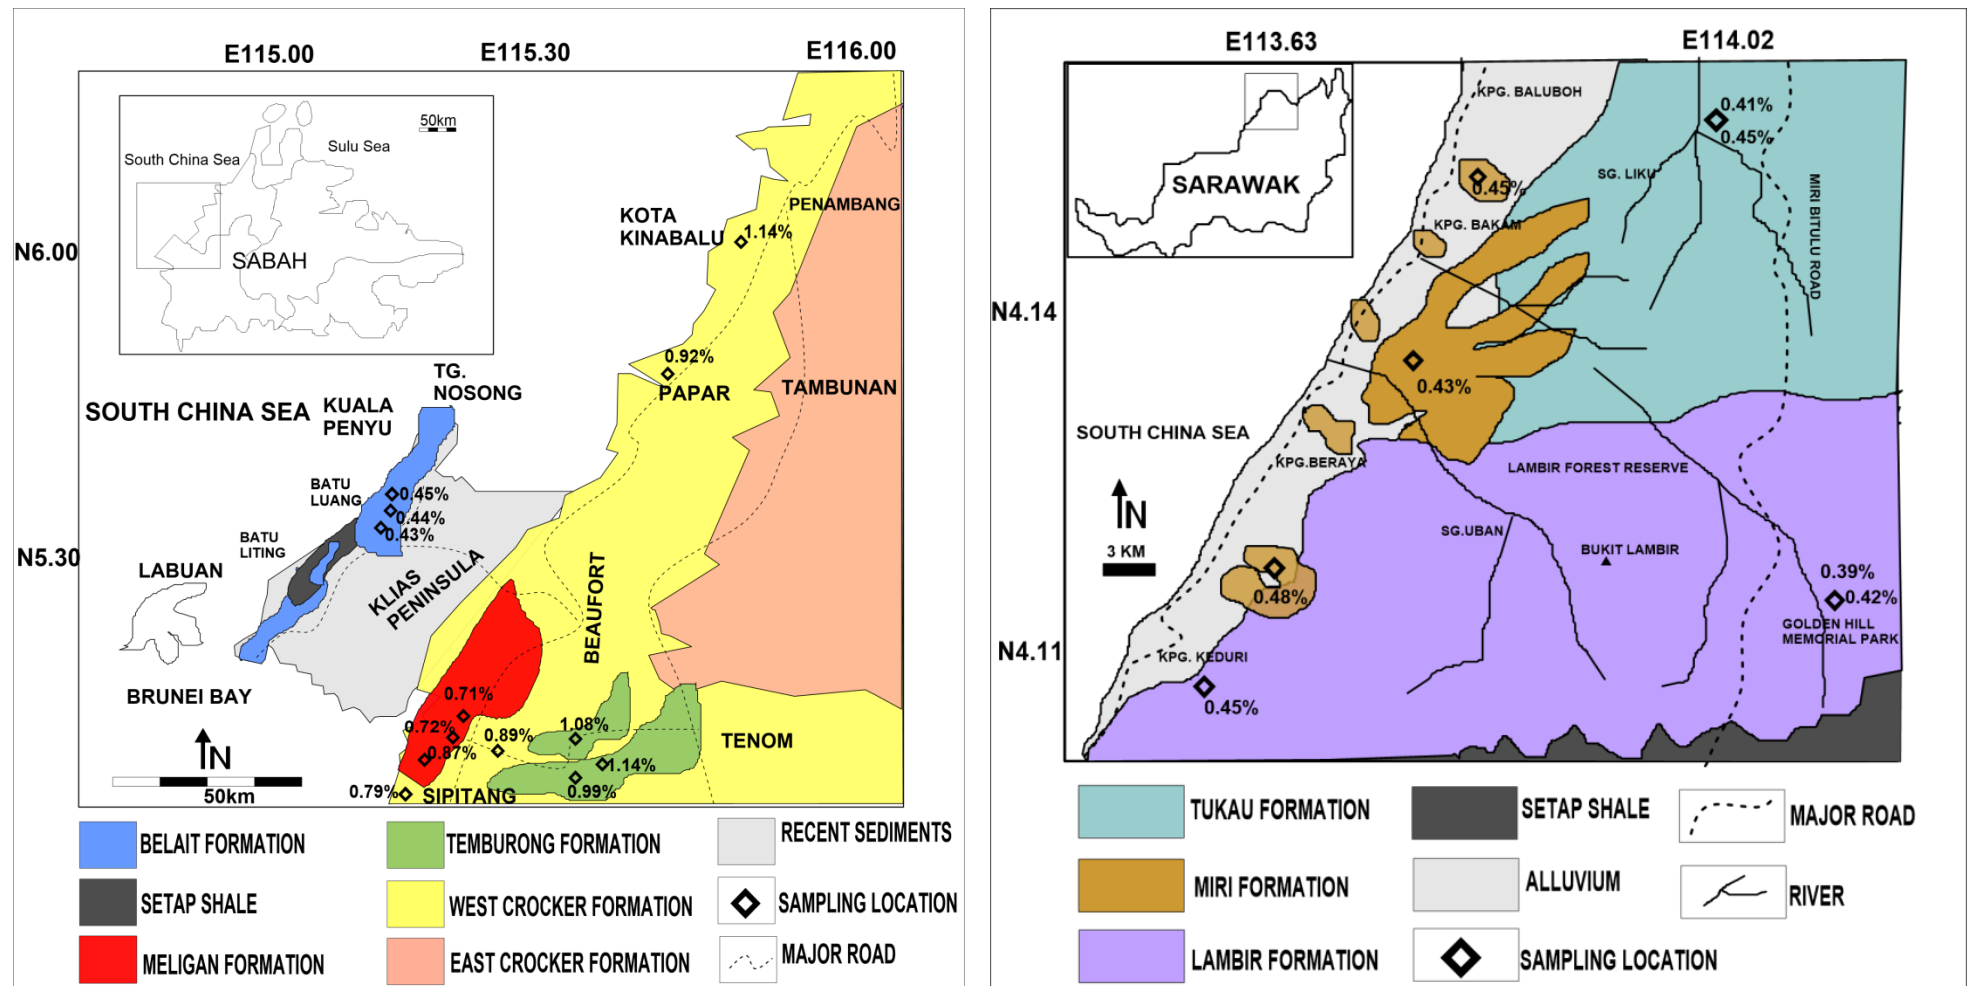 E115.00
E115.30
E116.00
50km
South China Sea
Sulu Sea
SABAH
N6.00
KOTA
KINABALU
1.14%
PENAMBANG
0.92%
PAPAR
TAMBUNAN
TG.
NOSONG
SOUTH CHINA SEA
KUALA
PENYU
BATU
LUANG
0.45%
0.44%
0.43%
BATU
LITING
N5.30
LABUAN
KLIAS
PENINSULA
BEAUFORT
BRUNEI BAY
0.71%
0.72%
0.87%
0.89%
1.08%
1.14%
0.99%
TENOM
0.79%
SIPITANG
N
50km
BELAIT FORMATION
SETAP SHALE
MELIGAN FORMATION
TEMBURONG FORMATION
WEST CROCKER FORMATION
EAST CROCKER FORMATION
RECENT SEDIMENTS
SAMPLING LOCATION
MAJOR ROAD
E113.63
E114.02
SARAWAK
KPG. BALUBOH
0.41%
0.45%
0.45%
SG. LIKU
MIRI BITULU ROAD
KPG. BAKAM
N4.14
0.43%
SOUTH CHINA SEA
KPG.BERAYA
LAMBIR FOREST RESERVE
N
3 KM
SG.UBAN
BUKIT LAMBIR
0.48%
0.39%
0.42%
GOLDEN HILL
MEMORIAL PARK
N4.11
KPG. KEDURI
0.45%
TUKAU FORMATION
MIRI FORMATION
LAMBIR FORMATION
SETAP SHALE
ALLUVIUM
SAMPLING LOCATION
MAJOR ROAD
RIVER